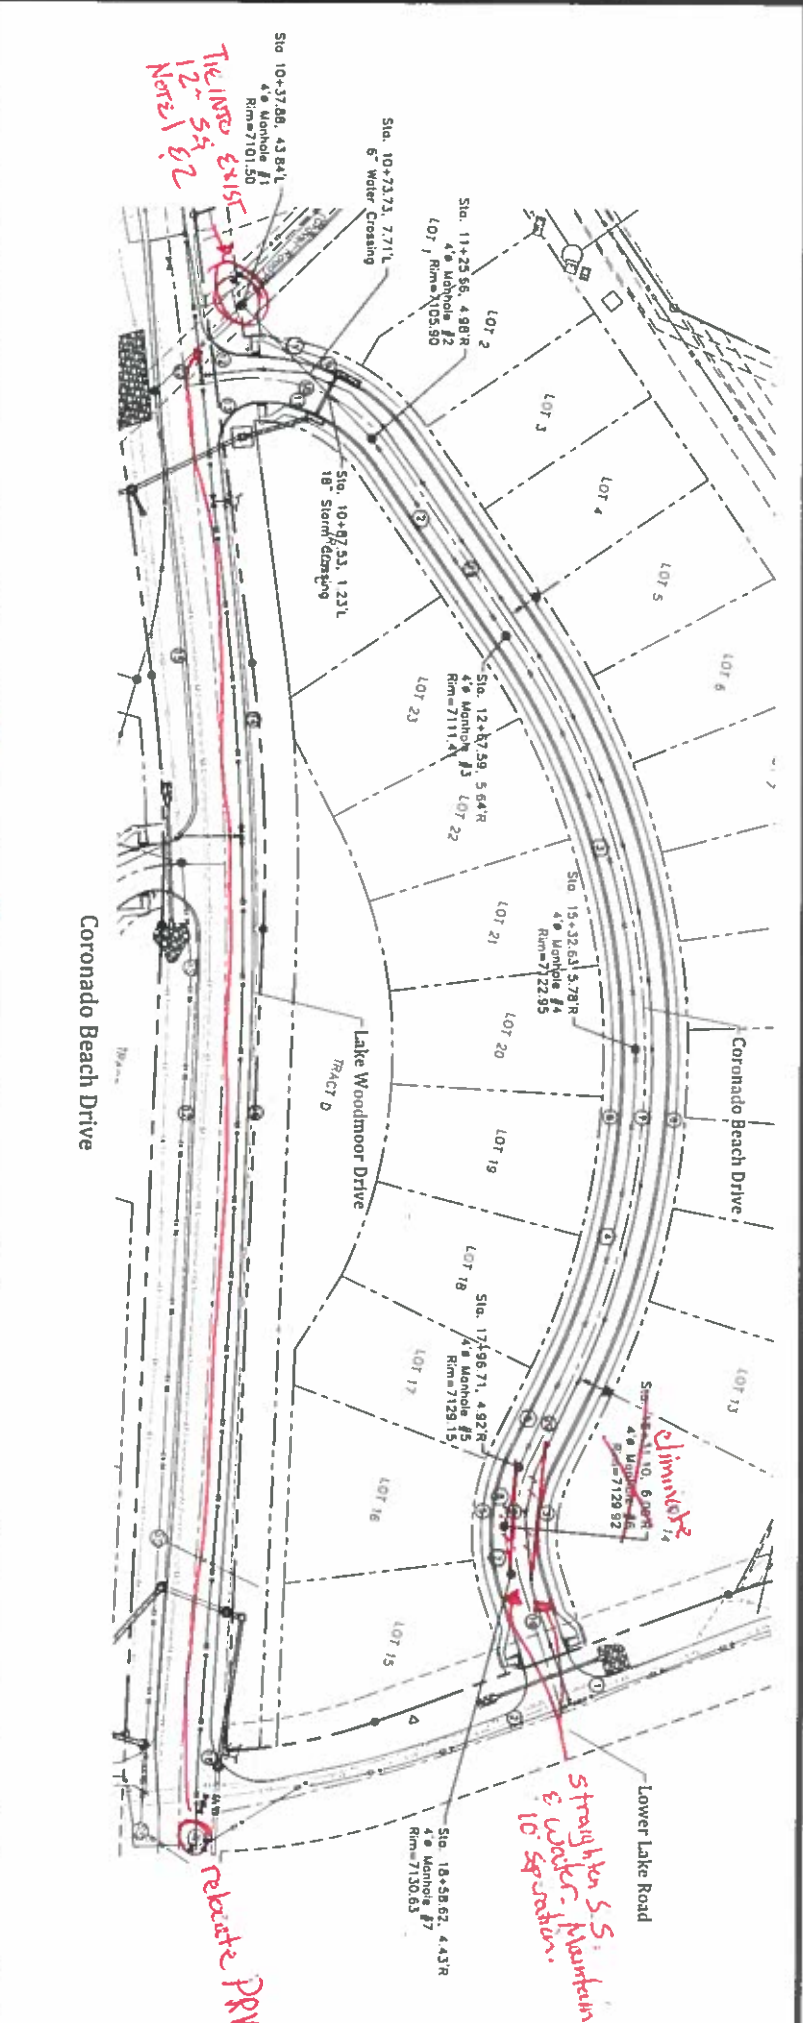 Sta 10+37.88, 43.84'L
4'ø Manhole #1
Rim=7101.50
TIE INTO EXIST
12" SS
NOTE 1 & 2
Sta. 10+73.73, 7.71'L
6" Water Crossing
Sta. 11+25.56, 4.98'R
4'ø Manhole #2
Rim=7105.90
LOT 1
LOT 2
LOT 3
LOT 4
LOT 5
LOT 6
Sta. 10+87.53, 1.23'L
18" Storm Crossing
LOT 23
Sta. 12+67.59, 5.64'R
4'ø Manhole #3
Rim=7111.41
LOT 22
LOT 21
Sta 15+32.63, 5.78'R
4'ø Manhole #4
Rim=7122.95
LOT 20
Coronado Beach Drive
Lake Woodmoor Drive
TRACT D
Coronado Beach Drive
LOT 19
LOT 18
Sta. 17+96.71, 4.92'R
4'ø Manhole #5
Rim=7129.15
LOT 17
LOT 13
14
4'ø Manhole #6
Rim=7129.92
eliminate
LOT 16
LOT 15
Lower Lake Road
Sta. 18+58.62, 4.43'R
4'ø Manhole #7
Rim=7130.63
Straighten S.S.
& Water. Maintain
10' Separation.
relocate PRV